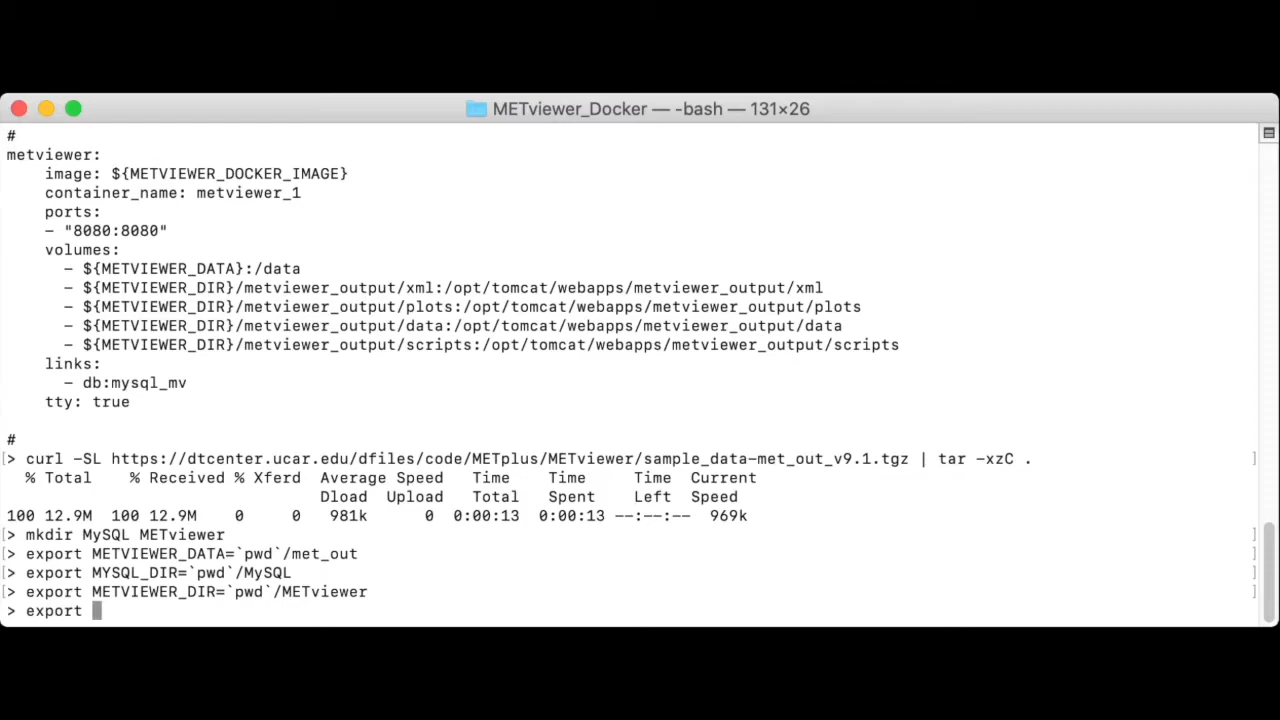 METviewer_Docker — -bash — 131×26
#
metviewer:
    image: ${METVIEWER_DOCKER_IMAGE}
    container_name: metviewer_1
    ports:
    - "8080:8080"
    volumes:
      - ${METVIEWER_DATA}:/data
      - ${METVIEWER_DIR}/metviewer_output/xml:/opt/tomcat/webapps/metviewer_output/xml
      - ${METVIEWER_DIR}/metviewer_output/plots:/opt/tomcat/webapps/metviewer_output/plots
      - ${METVIEWER_DIR}/metviewer_output/data:/opt/tomcat/webapps/metviewer_output/data
      - ${METVIEWER_DIR}/metviewer_output/scripts:/opt/tomcat/webapps/metviewer_output/scripts
    links:
      - db:mysql_mv
    tty: true
#
[> curl -SL https://dtcenter.ucar.edu/dfiles/code/METplus/METviewer/sample_data-met_out_v9.1.tgz | tar -xzC . ]
  % Total    % Received % Xferd  Average Speed   Time    Time     Time  Current
                                 Dload  Upload   Total   Spent    Left  Speed
100 12.9M  100 12.9M    0     0   981k      0  0:00:13  0:00:13 --:--:--  969k
[> mkdir MySQL METviewer ]
[> export METVIEWER_DATA=`pwd`/met_out ]
[> export MYSQL_DIR=`pwd`/MySQL ]
[> export METVIEWER_DIR=`pwd`/METviewer ]
> export